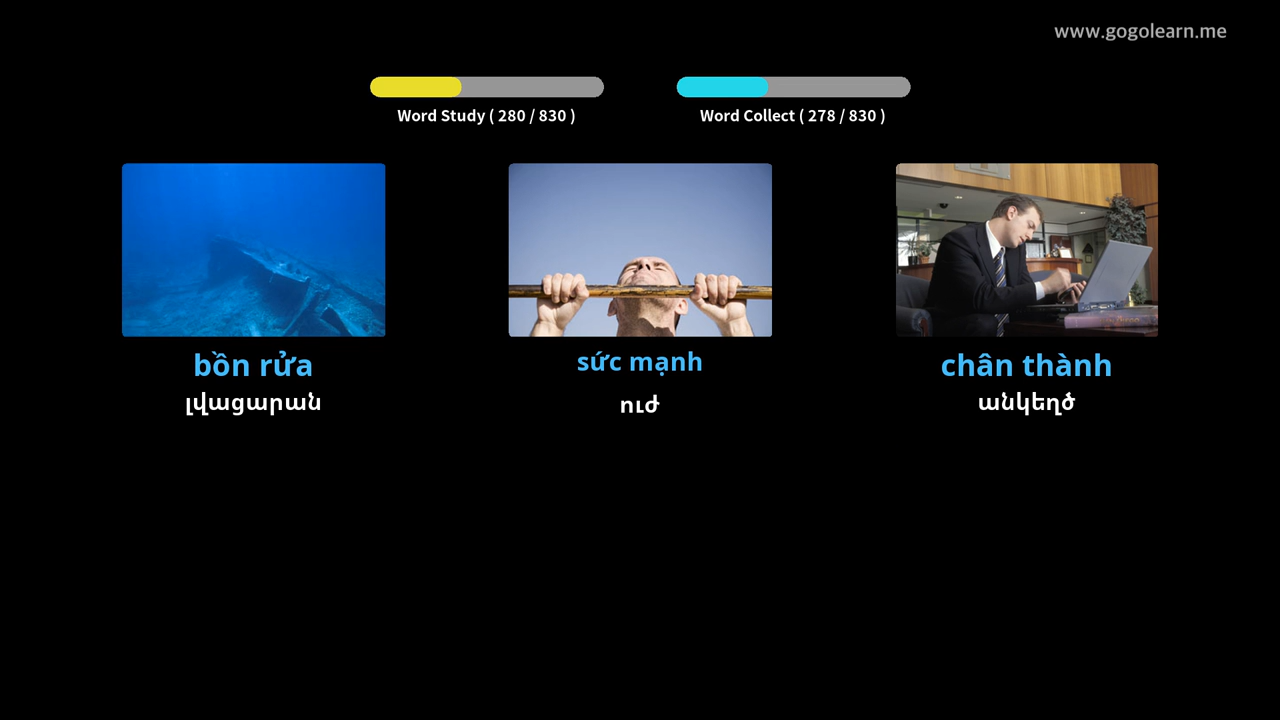 www.gogolearn.me
Word Study ( 280 / 830 )
Word Collect ( 278 / 830 )
bồn rửa
լվացարան
sức mạnh
ուժ
chân thành
անկեղծ